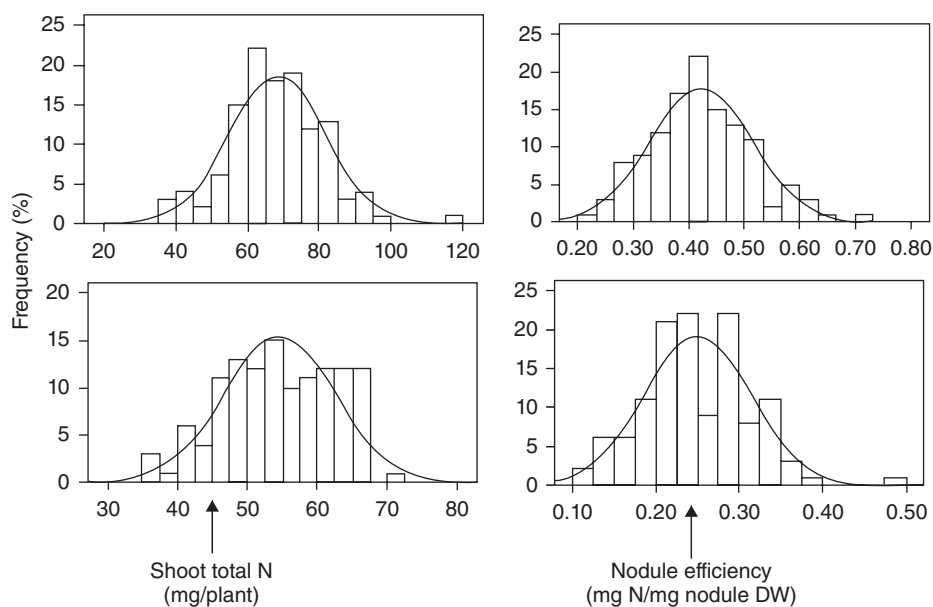 25
20
15
10
5
0
20 40 60 80 100 120
25
20
15
10
5
0
0.20 0.30 0.40 0.50 0.60 0.70 0.80
Frequency (%)
20
15
10
5
0
30 40 50 60 70 80
25
20
15
10
5
0
0.10 0.20 0.30 0.40 0.50
Shoot total N
(mg/plant)
Nodule efficiency
(mg N/mg nodule DW)